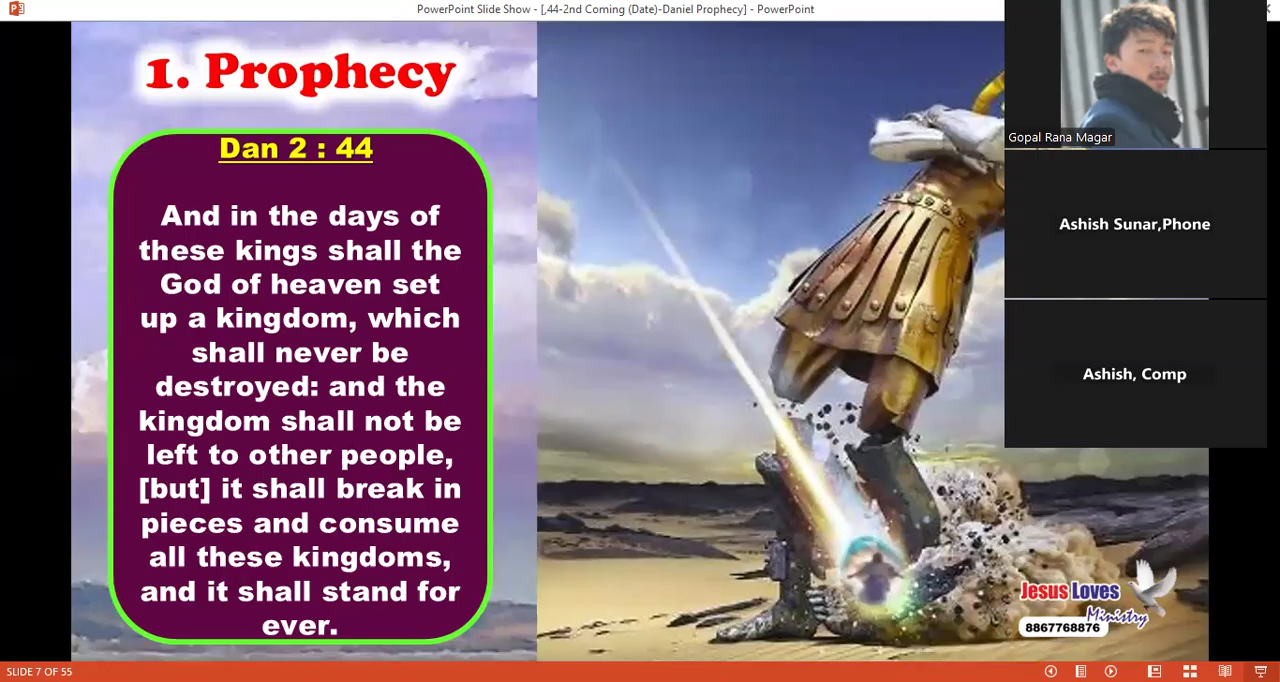 PowerPoint Slide Show - [,44-2nd Coming (Date)-Daniel Prophecy] - PowerPoint
1. Prophecy
Dan 2 : 44
And in the days of
these kings shall the
God of heaven set
up a kingdom, which
shall never be
destroyed: and the
kingdom shall not be
left to other people,
[but] it shall break in
pieces and consume
all these kingdoms,
and it shall stand for
ever.
Gopal Rana Magar
Ashish Sunar,Phone
Ashish, Comp
Jesus Loves
Ministry
8867768876
SLIDE 7 OF 55